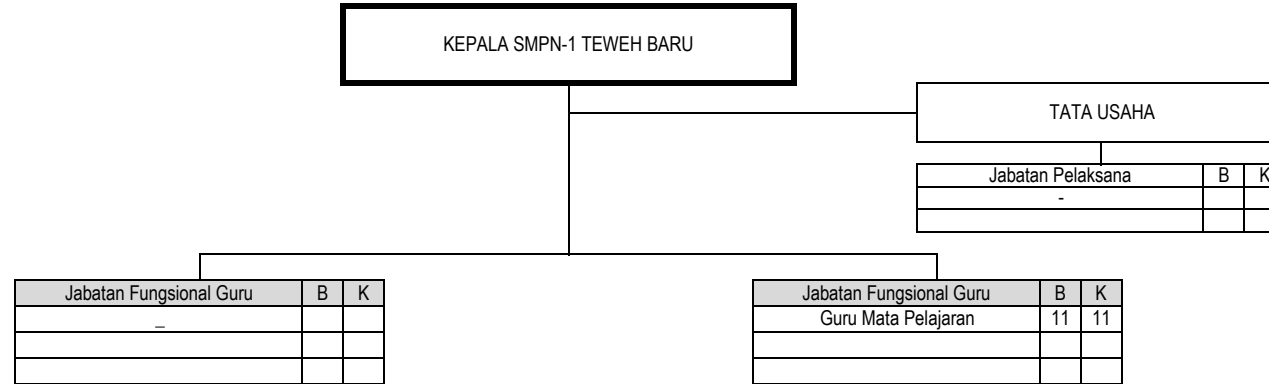 KEPALA SMPN-1 TEWEH BARU
TATA USAHA
Jabatan Pelaksana B K
-
Jabatan Fungsional Guru B K
_
Jabatan Fungsional Guru B K
Guru Mata Pelajaran 11 11